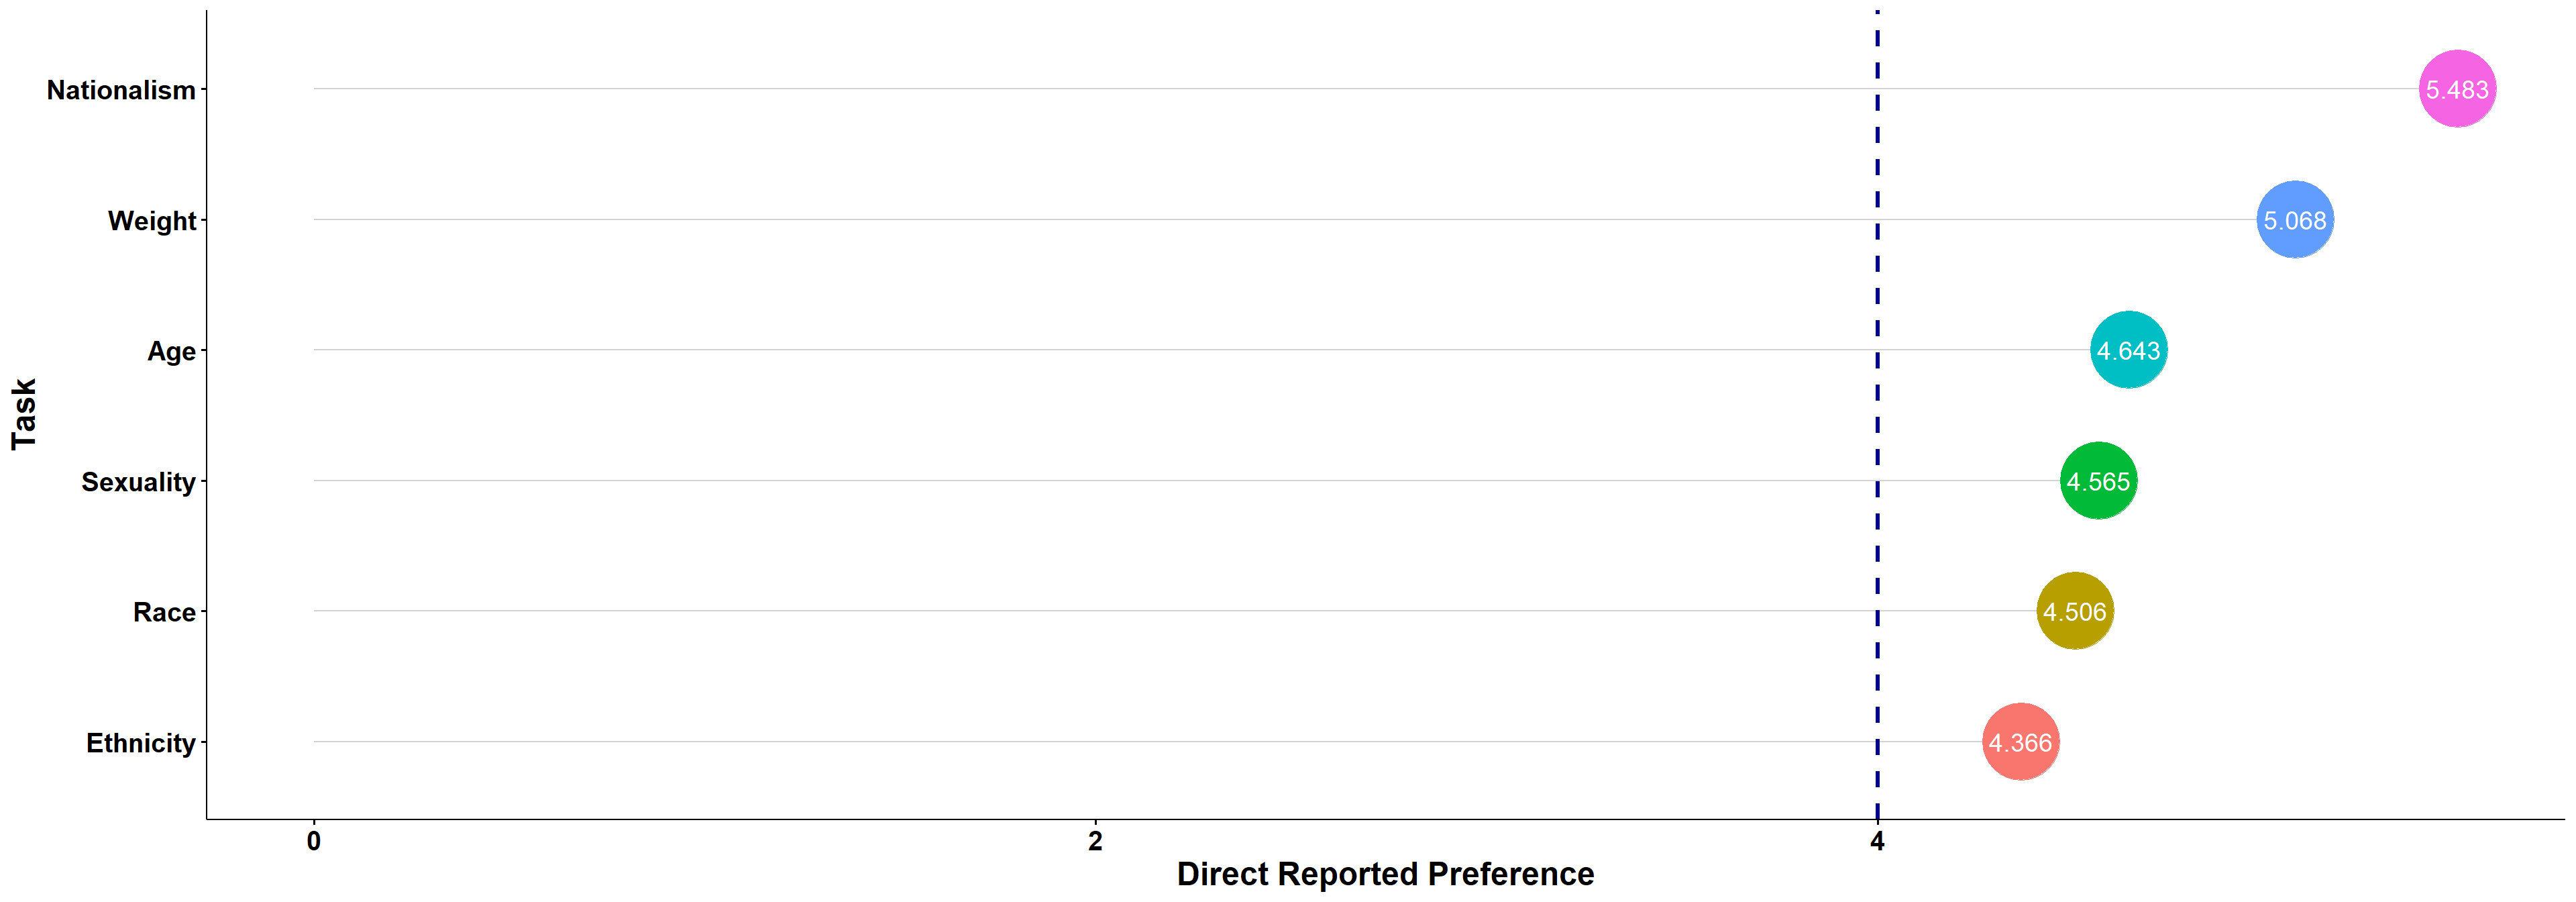 Nationalism
5.483
Weight
5.068
Age
4.643
Task
Sexuality
4.565
Race
4.506
Ethnicity
4.366
0
2
4
Direct Reported Preference